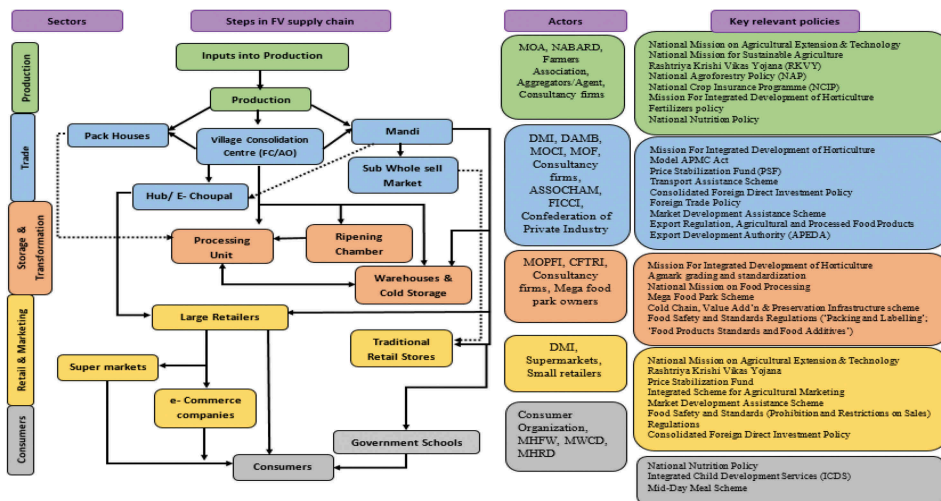 Sectors
Steps in FV supply chain
Actors
Key relevant policies
Production
Trade
Storage &
Transformation
Retail & Marketing
Consumers
Inputs into Production
Production
Pack Houses
Village Consolidation
Centre (FC/AO)
Mandi
Sub Whole sell
Market
Hub/ E- Choupal
Processing
Unit
Ripening
Chamber
Warehouses &
Cold Storage
Large Retailers
Traditional
Retail Stores
Super markets
e- Commerce
companies
Government Schools
Consumers
MOA, NABARD,
Farmers
Association,
Aggregators/Agent,
Consultancy firms
DMI, DAMB,
MOCI, MOF,
Consultancy
firms,
ASSOCHAM,
FICCI,
Confederation of
Private Industry
MOPFI, CFTRI,
Consultancy
firms, Mega food
park owners
DMI,
Supermarkets,
Small retailers
Consumer
Organization,
MHFW, MWCD,
MHRD
National Mission on Agricultural Extension & Technology
National Mission for Sustainable Agriculture
Rashtriya Krishi Vikas Yojana (RKVY)
National Agroforestry Policy (NAP)
National Crop Insurance Programme (NCIP)
Mission For Integrated Development of Horticulture
Fertilizers policy
National Nutrition Policy
Mission For Integrated Development of Horticulture
Model APMC Act
Price Stabilization Fund (PSF)
Transport Assistance Scheme
Consolidated Foreign Direct Investment Policy
Foreign Trade Policy
Market Development Assistance Scheme
Export Regulation, Agricultural and Processed Food Products
Export Development Authority (APEDA)
Mission For Integrated Development of Horticulture
Agmark grading and standardization
National Mission on Food Processing
Mega Food Park Scheme
Cold Chain, Value Add'n & Preservation Infrastructure scheme
Food Safety and Standards Regulations ('Packing and Labelling';
'Food Products Standards and Food Additives')
National Mission on Agricultural Extension & Technology
Rashtriya Krishi Vikas Yojana
Price Stabilization Fund
Integrated Scheme for Agricultural Marketing
Market Development Assistance Scheme
Food Safety and Standards (Prohibition and Restrictions on Sales)
Regulations
Consolidated Foreign Direct Investment Policy
National Nutrition Policy
Integrated Child Development Services (ICDS)
Mid-Day Meal Scheme